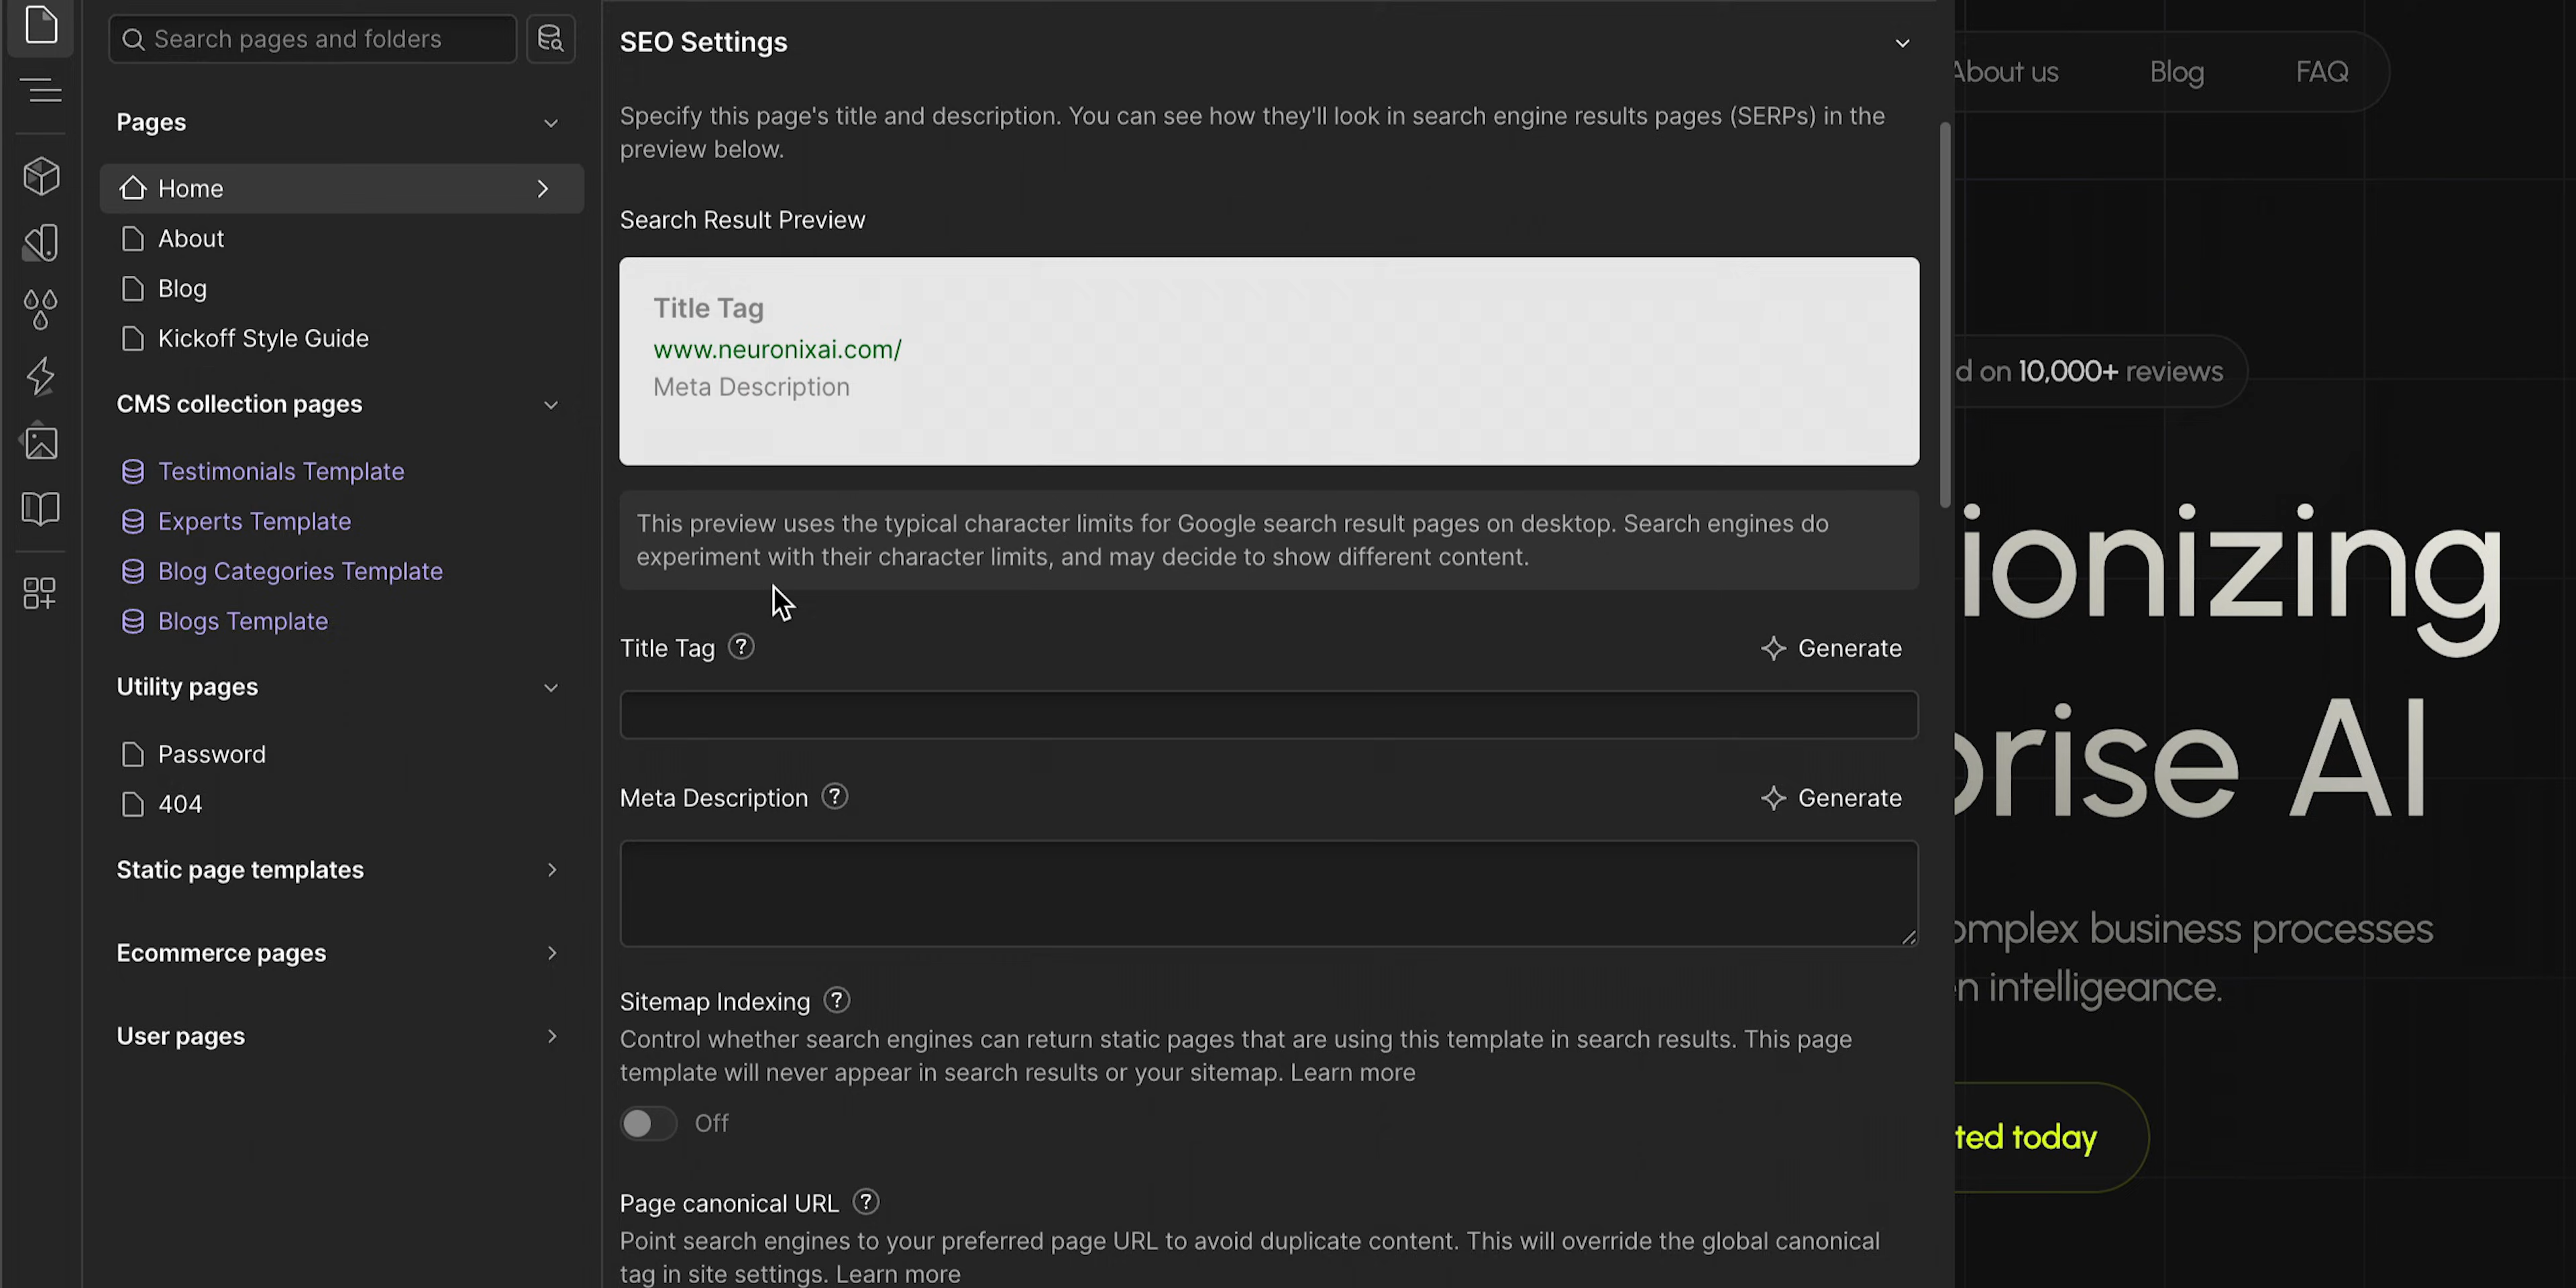 Search pages and folders
Pages
Home
About
Blog
Kickoff Style Guide
CMS collection pages
Testimonials Template
Experts Template
Blog Categories Template
Blogs Template
Utility pages
Password
404
Static page templates
Ecommerce pages
User pages
SEO Settings
Specify this page's title and description. You can see how they'll look in search engine results pages (SERPs) in the
preview below.
Search Result Preview
Title Tag
www.neuronixai.com/
Meta Description
This preview uses the typical character limits for Google search result pages on desktop. Search engines do
experiment with their character limits, and may decide to show different content.
Title Tag ?
Generate
Meta Description ?
Generate
Sitemap Indexing ?
Control whether search engines can return static pages that are using this template in search results. This page
template will never appear in search results or your sitemap. Learn more
Off
Page canonical URL ?
Point search engines to your preferred page URL to avoid duplicate content. This will override the global canonical
tag in site settings. Learn more
About us
Blog
FAQ
d on 10,000+ reviews
ionizing
prise AI
omplex business processes
n intelligeance.
ted today